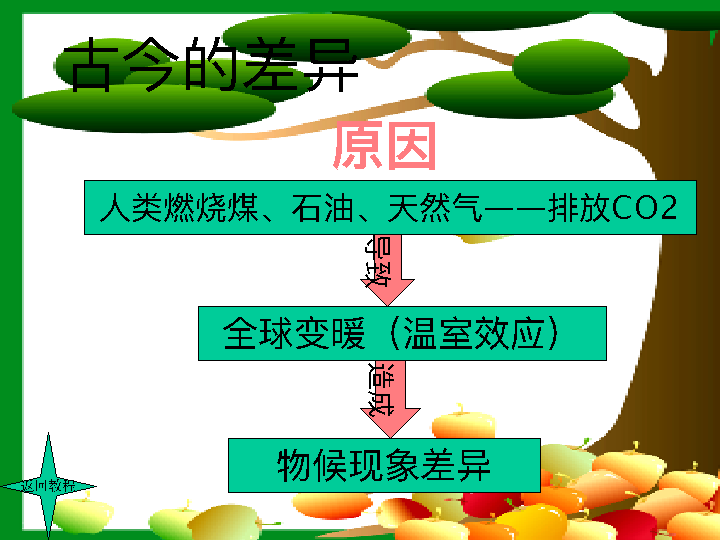 古今的差异
原因
人类燃烧煤、石油、天然气——排放CO2
导致
全球变暖（温室效应）
造成
物候现象差异
返回教程